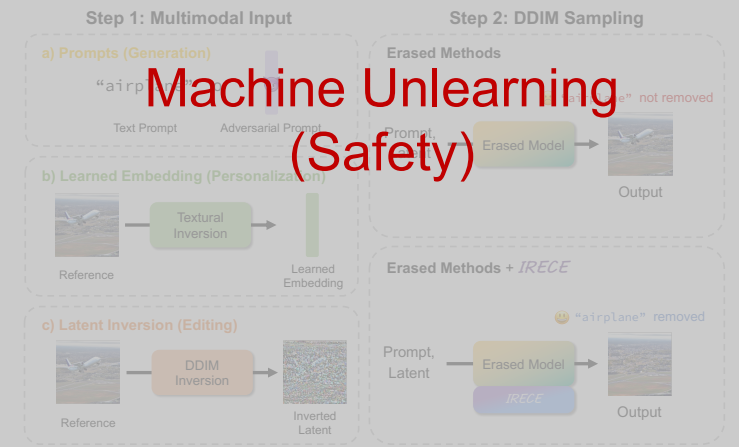 Step 1: Multimodal Input
a) Prompts (Generation)
Text Prompt
Adversarial Prompt
b) Learned Embedding (Personalization)
Textural
Inversion
Reference
Learned
Embedding
c) Latent Inversion (Editing)
DDIM
Inversion
Reference
Inverted
Latent
Machine Unlearning
(Safety)
Step 2: DDIM Sampling
Erased Methods
"airplane" not removed
Prompt,
Latent
Erased Model
Output
Erased Methods + IRECE
"airplane" removed
Prompt,
Latent
Erased Model
IRECE
Output